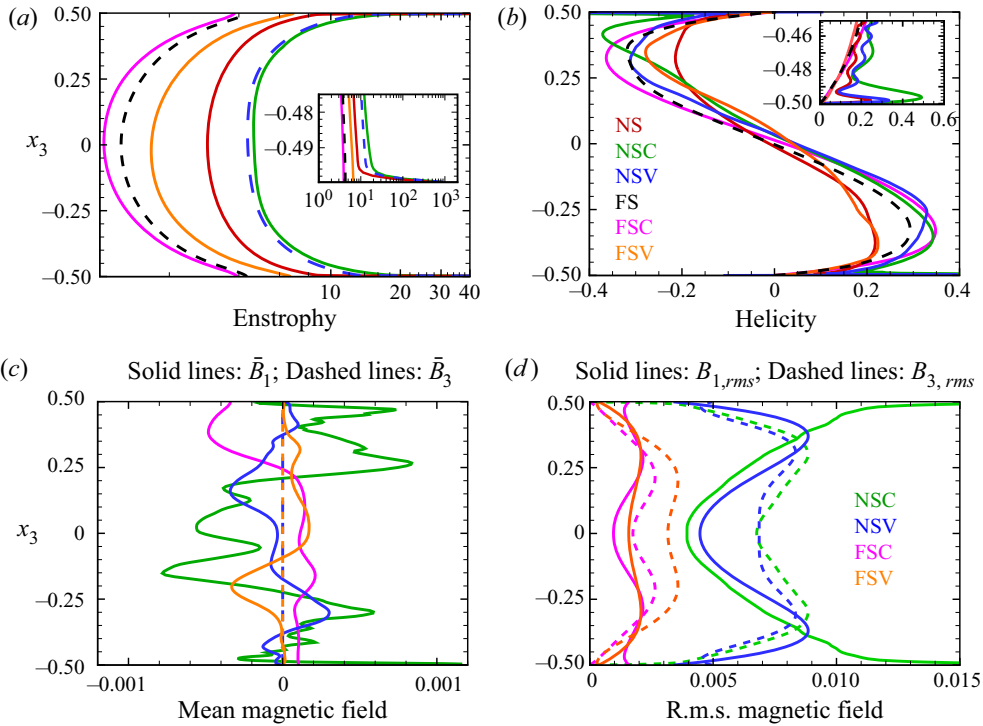 (a)
0.50
0.25
x3
0
−0.25
−0.50
10
20
30
40
Enstrophy
−0.48
−0.49
10^0
10^1
10^2
10^3
(b)
0.50
0.25
0
−0.25
−0.50
−0.4
−0.2
0
0.2
0.4
Helicity
NS
NSC
NSV
FS
FSC
FSV
−0.46
−0.48
−0.50
0
0.2
0.4
0.6
(c)
Solid lines: B̄1; Dashed lines: B̄3
0.50
0.25
x3
0
−0.25
−0.50
−0.001
0
0.001
Mean magnetic field
(d)
Solid lines: B1,rms; Dashed lines: B3, rms
0.50
0.25
0
−0.25
−0.50
0
0.005
0.010
0.015
R.m.s. magnetic field
NSC
NSV
FSC
FSV